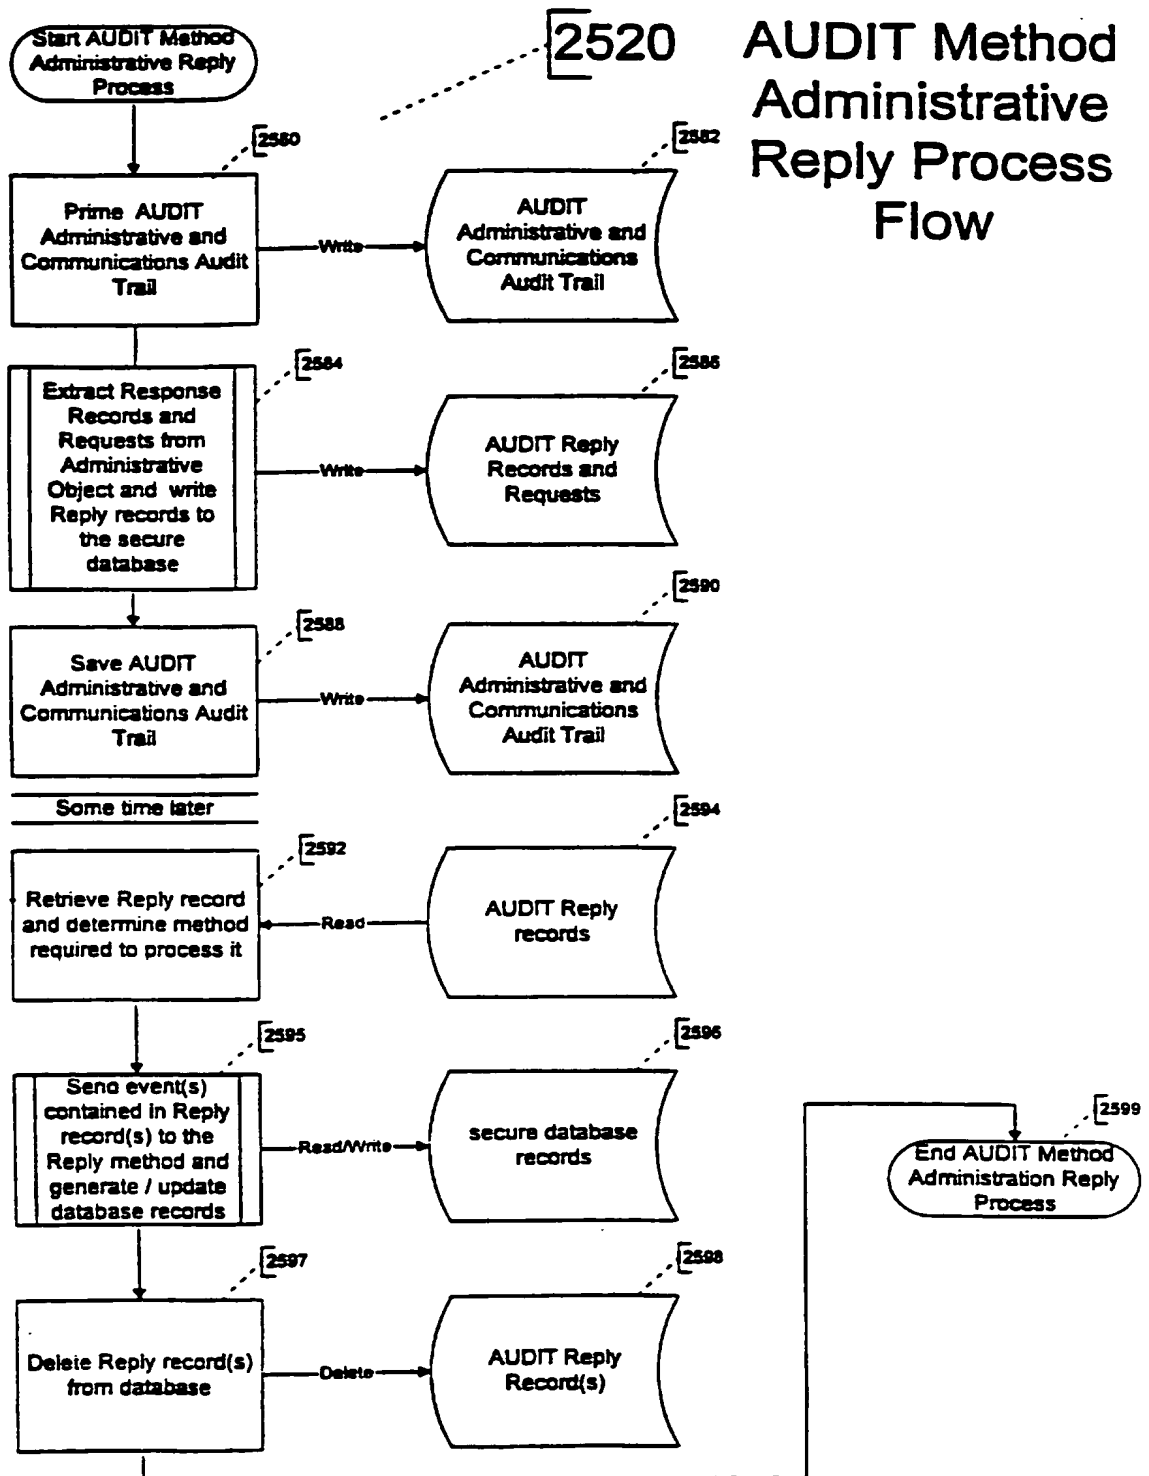 2520
AUDIT Method
Administrative
Reply Process
Flow
Start AUDIT Method
Administrative Reply
Process
2580
Prime AUDIT
Administrative and
Communications Audit
Trail
Write
2582
AUDIT
Administrative and
Communications
Audit Trail
2584
Extract Response
Records and
Requests from
Administrative
Object and write
Reply records to
the secure
database
Write
2586
AUDIT Reply
Records and
Requests
2588
Save AUDIT
Administrative and
Communications Audit
Trail
Write
2590
AUDIT
Administrative and
Communications
Audit Trail
Some time later
2592
Retrieve Reply record
and determine method
required to process it
Read
2594
AUDIT Reply
records
2595
Send event(s)
contained in Reply
record(s) to the
Reply method and
generate / update
database records
Read/Write
2596
secure database
records
2597
Delete Reply record(s)
from database
Delete
2598
AUDIT Reply
Record(s)
2599
End AUDIT Method
Administration Reply
Process